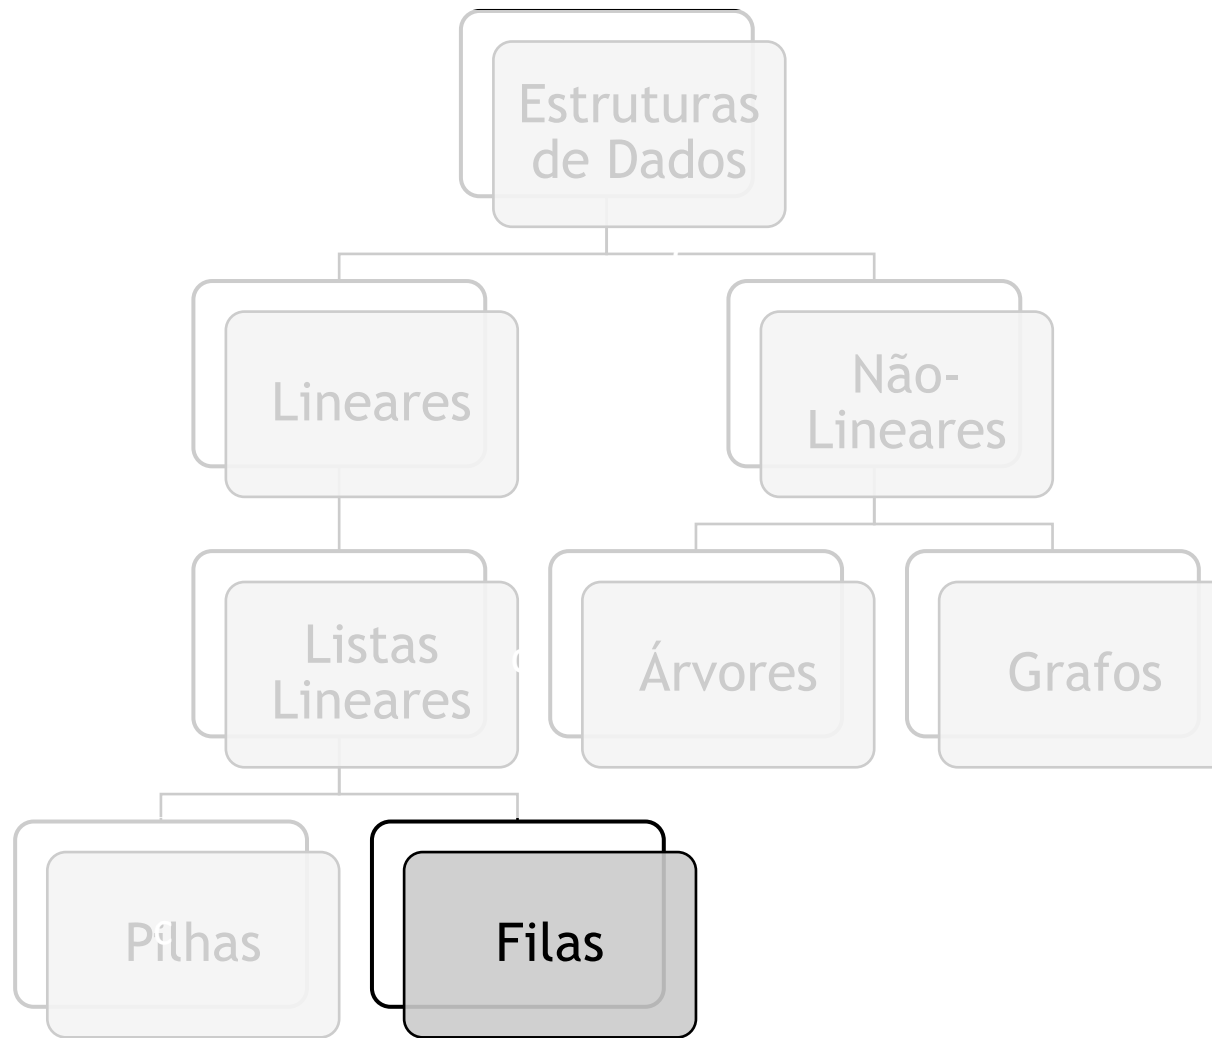 Estruturas
de Dados
Lineares
Não-
Lineares
Listas
Lineares
Árvores
Grafos
Pilhas
Filas